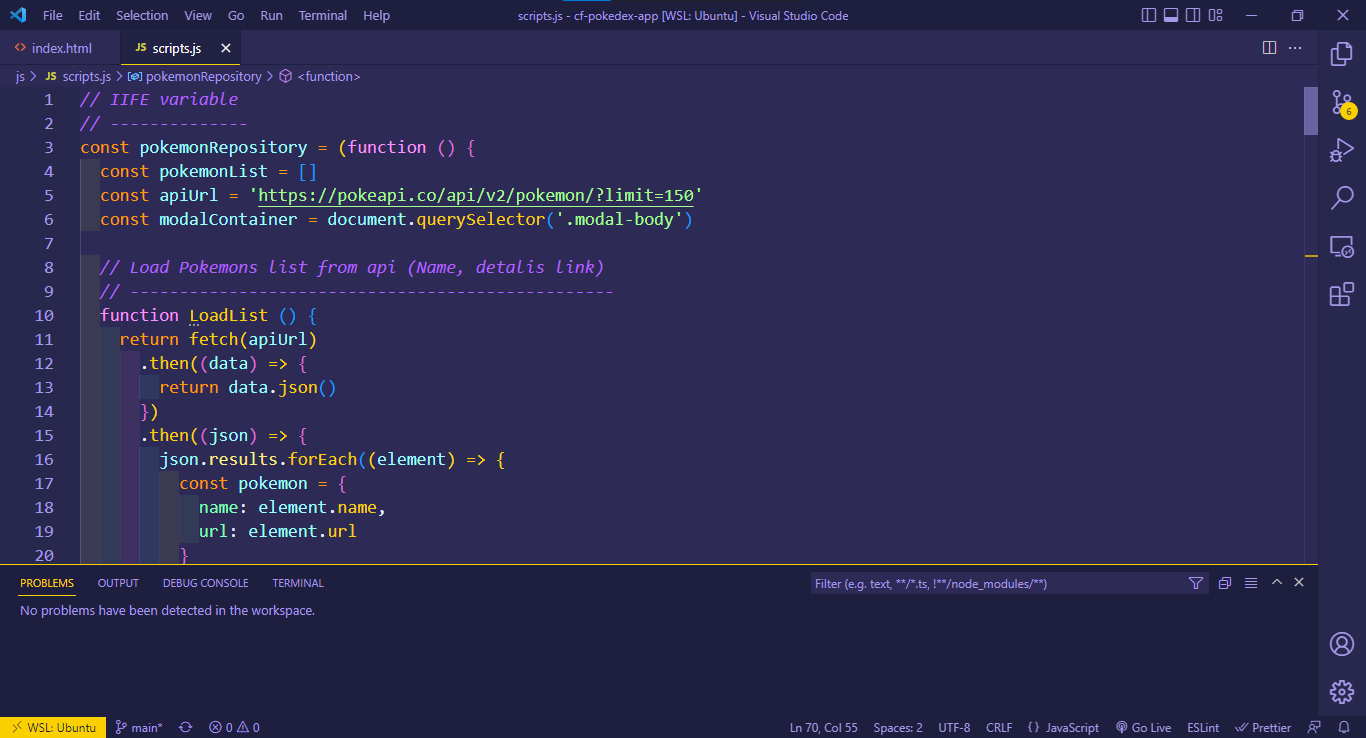 File Edit Selection View Go Run Terminal Help scripts.js - cf-pokedex-app [WSL: Ubuntu] - Visual Studio Code
<> index.html JS scripts.js
js > JS scripts.js > pokemonRepository > <function>
1 // IIFE variable
2 // --------------
3 const pokemonRepository = (function () {
4 const pokemonList = []
5 const apiUrl = 'https://pokeapi.co/api/v2/pokemon/?limit=150'
6 const modalContainer = document.querySelector('.modal-body')
7
8 // Load Pokemons list from api (Name, detalis link)
9 // -------------------------------------------------
10 function LoadList () {
11 return fetch(apiUrl)
12 .then((data) => {
13 return data.json()
14 })
15 .then((json) => {
16 json.results.forEach((element) => {
17 const pokemon = {
18 name: element.name,
19 url: element.url
20 }
6
PROBLEMS OUTPUT DEBUG CONSOLE TERMINAL Filter (e.g. text, **/*.ts, !**/node_modules/**)
No problems have been detected in the workspace.
WSL: Ubuntu main* 0 0 Ln 70, Col 55 Spaces: 2 UTF-8 CRLF {} JavaScript Go Live ESLint Prettier